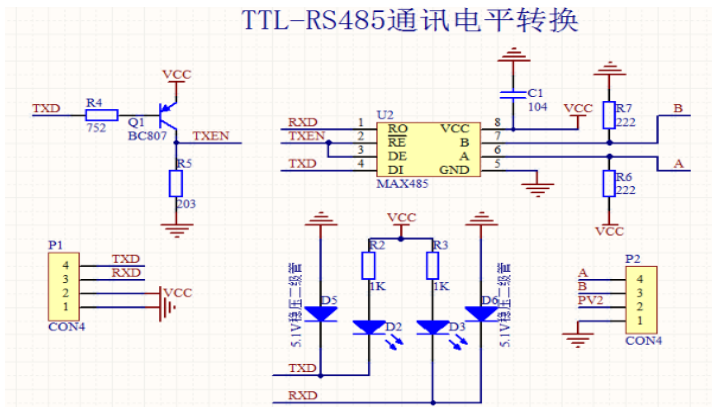 TTL-RS485通讯电平转换
VCC
TXD
R4
752
Q1
BC807
TXEN
R5
203
C1
104
VCC
R7
222
B
U2
RXD
TXEN
TXD
1
2
3
4
RO
RE
DE
DI
VCC
B
A
GND
8
7
6
5
MAX485
A
R6
222
VCC
P1
4
3
2
1
TXD
RXD
VCC
CON4
VCC
R2
1K
R3
1K
D5
5.1V稳压二级管
D2
D3
D6
5.1V稳压二级管
TXD
RXD
P2
A
B
PV2
4
3
2
1
CON4